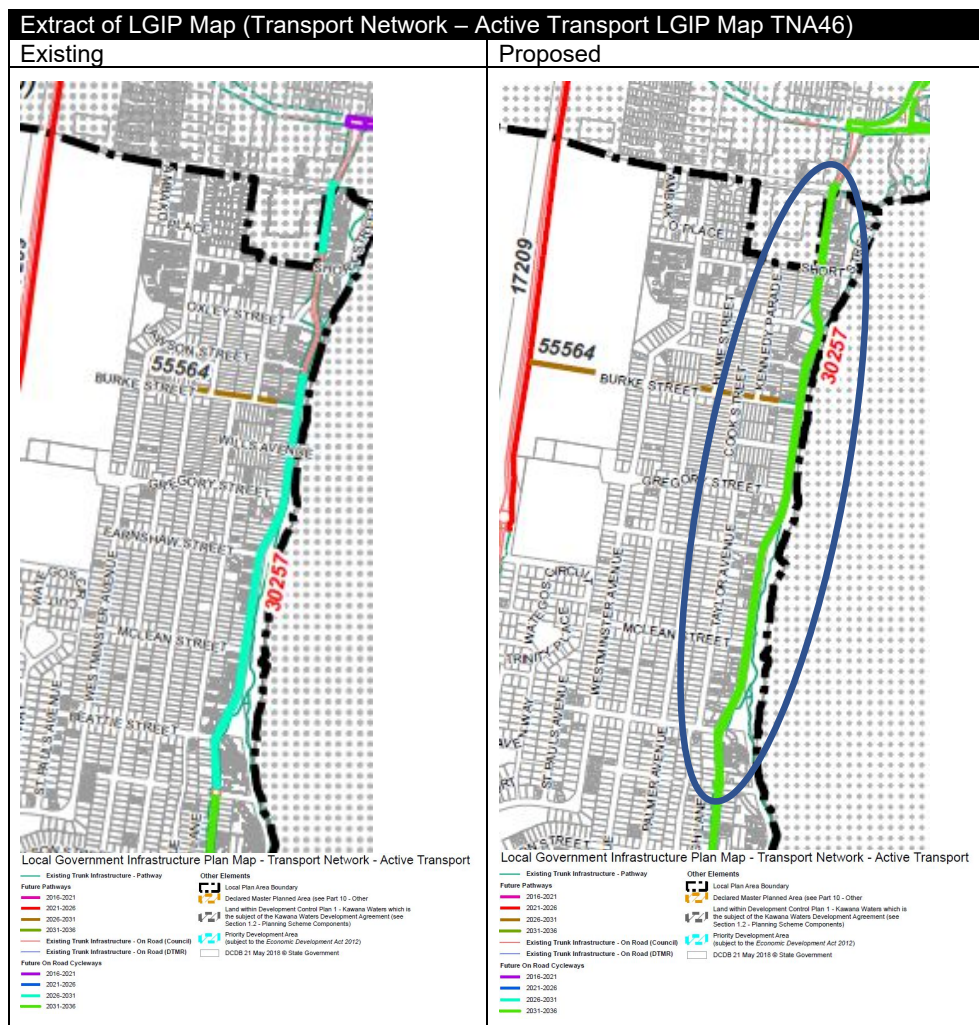 Extract of LGIP Map (Transport Network – Active Transport LGIP Map TNA46)
Existing
Proposed
PLACE
SHORT STREET
OXLEY STREET
LAWSON STREET
55564
BURKE STREET
WILLS AVENUE
GREGORY STREET
EARNSHAW STREET
30257
WESTMINSTER AVENUE
MCLEAN STREET
BEATTIE STREET
ST PAULS AVENUE
LANE
Local Government Infrastructure Plan Map - Transport Network - Active Transport
Existing Trunk Infrastructure - Pathway
Future Pathways
2016-2021
2021-2026
2026-2031
2031-2036
Existing Trunk Infrastructure - On Road (Council)
Existing Trunk Infrastructure - On Road (DTMR)
Future On Road Cycleways
2016-2021
2021-2026
2026-2031
2031-2036
Other Elements
Local Plan Area Boundary
Declared Master Planned Area (see Part 10 - Other
Land within Development Control Plan 1 - Kawana Waters which is
the subject of the Kawana Waters Development Agreement (see
Section 1.2 - Planning Scheme Components)
Priority Development Area
(subject to the Economic Development Act 2012)
DCDB 21 May 2018 © State Government
17209
O PLACE
SHORT STREET
HUME STREET
KENNEDY PARADE
30257
55564
BURKE STREET
COOK STREET
GREGORY STREET
TAYLOR AVENUE
WATEGOS CIRCUIT
WESTMINSTER AVENUE
MCLEAN STREET
TRINITY PLACE
ST PAULS AVENUE
PALMER AVENUE
Local Government Infrastructure Plan Map - Transport Network - Active Transport
Existing Trunk Infrastructure - Pathway
Future Pathways
2016-2021
2021-2026
2026-2031
2031-2036
Existing Trunk Infrastructure - On Road (Council)
Existing Trunk Infrastructure - On Road (DTMR)
Future On Road Cycleways
2016-2021
2021-2026
2026-2031
2031-2036
Other Elements
Local Plan Area Boundary
Declared Master Planned Area (see Part 10 - Other
Land within Development Control Plan 1 - Kawana Waters which is
the subject of the Kawana Waters Development Agreement (see
Section 1.2 - Planning Scheme Components)
Priority Development Area
(subject to the Economic Development Act 2012)
DCDB 21 May 2018 © State Government